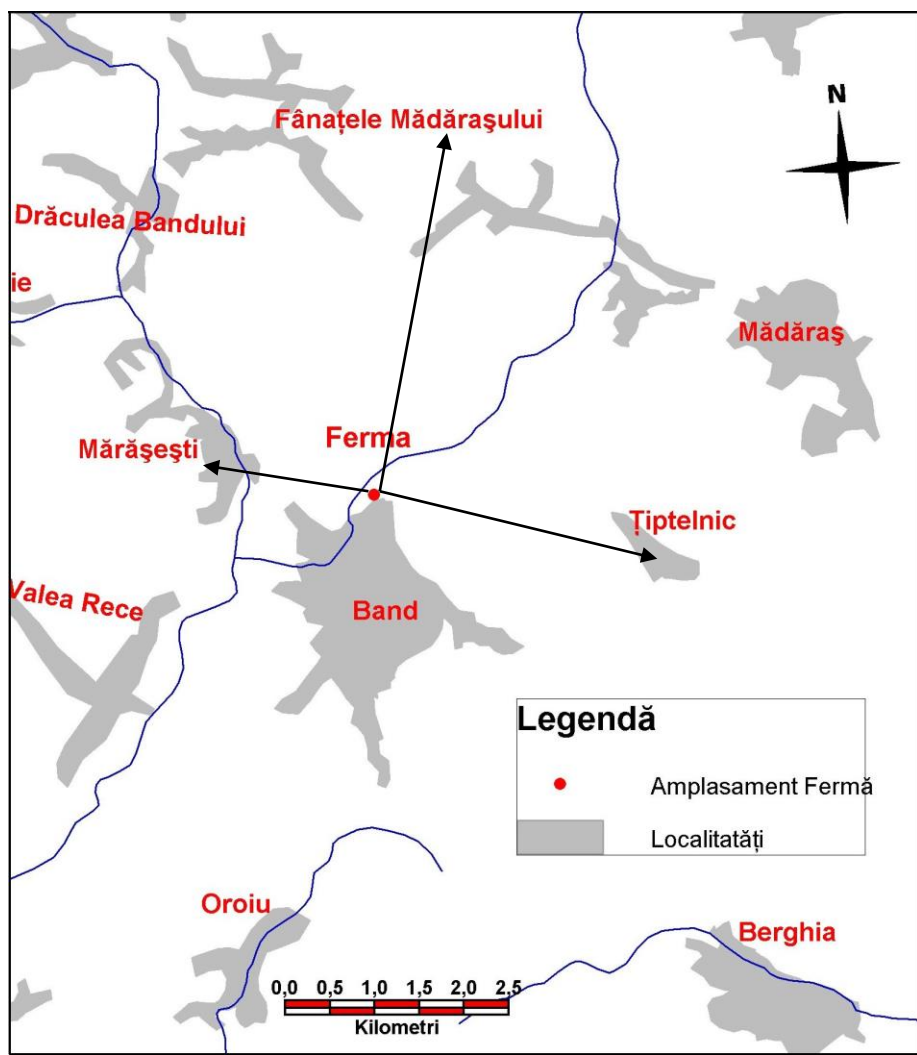 Fânațele Mădărașului
N
Drăculea Bandului
ie
Mădăraș
Ferma
Mărășești
Țiptelnic
Valea Rece
Band
Legendă
Amplasament Fermă
Localitatăți
Oroiu
Berghia
0,0 0,5 1,0 1,5 2,0 2,5
Kilometri